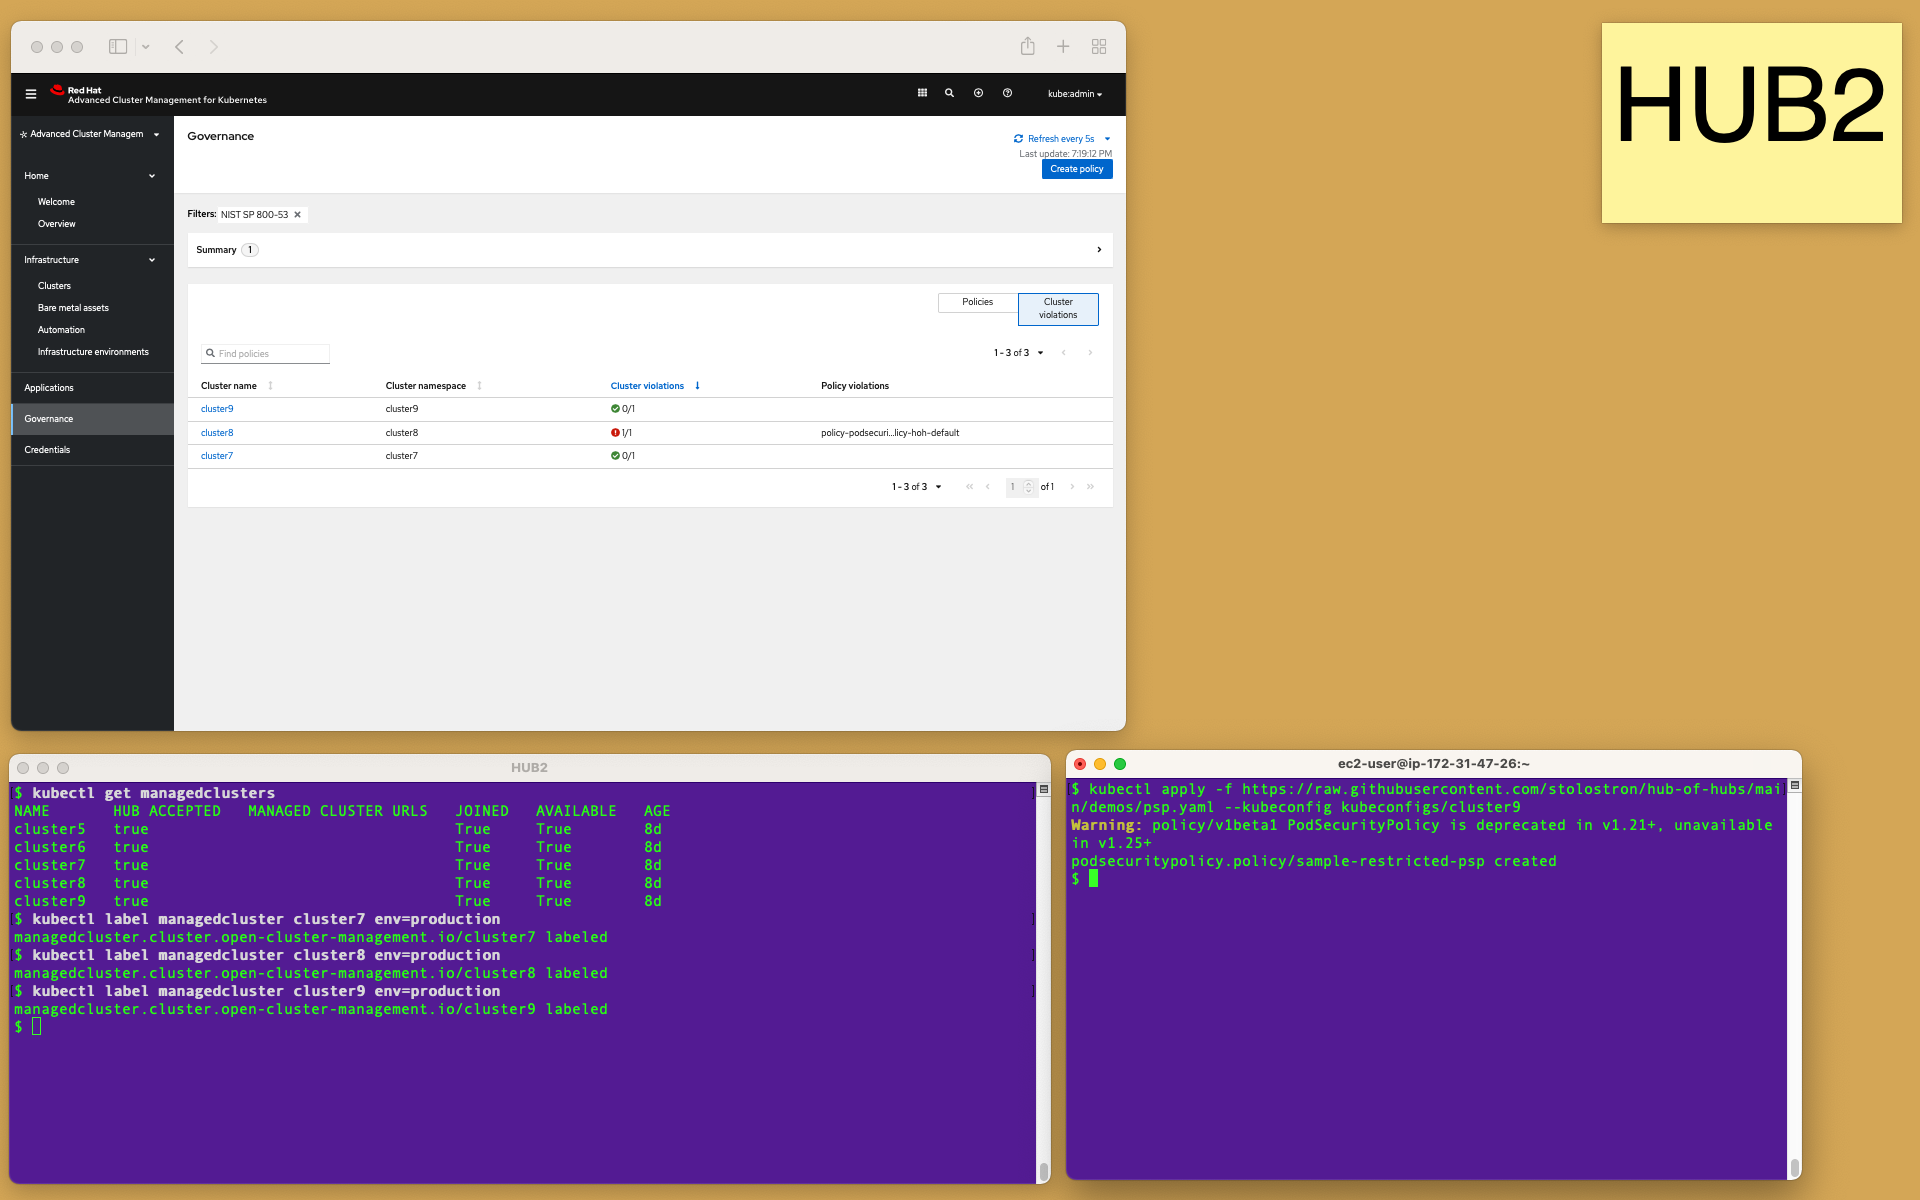 HUB2
Red Hat
Advanced Cluster Management for Kubernetes
kube:admin
Advanced Cluster Managem
Home
Welcome
Overview
Infrastructure
Clusters
Bare metal assets
Automation
Infrastructure environments
Applications
Governance
Credentials
Governance
Refresh every 5s
Last update: 7:19:12 PM
Create policy
Filters: NIST SP 800-53
Summary 1
Policies
Cluster violations
Find policies
1 - 3 of 3
Cluster name Cluster namespace Cluster violations Policy violations
cluster9 cluster9 0/1
cluster8 cluster8 1/1 policy-podsecuri...licy-hoh-default
cluster7 cluster7 0/1
1 - 3 of 3 1 of 1
HUB2
$ kubectl get managedclusters
NAME HUB ACCEPTED MANAGED CLUSTER URLS JOINED AVAILABLE AGE
cluster5 true True True 8d
cluster6 true True True 8d
cluster7 true True True 8d
cluster8 true True True 8d
cluster9 true True True 8d
$ kubectl label managedcluster cluster7 env=production
managedcluster.cluster.open-cluster-management.io/cluster7 labeled
$ kubectl label managedcluster cluster8 env=production
managedcluster.cluster.open-cluster-management.io/cluster8 labeled
$ kubectl label managedcluster cluster9 env=production
managedcluster.cluster.open-cluster-management.io/cluster9 labeled
$
ec2-user@ip-172-31-47-26:~
$ kubectl apply -f https://raw.githubusercontent.com/stolostron/hub-of-hubs/mai
n/demos/psp.yaml --kubeconfig kubeconfigs/cluster9
Warning: policy/v1beta1 PodSecurityPolicy is deprecated in v1.21+, unavailable
in v1.25+
podsecuritypolicy.policy/sample-restricted-psp created
$